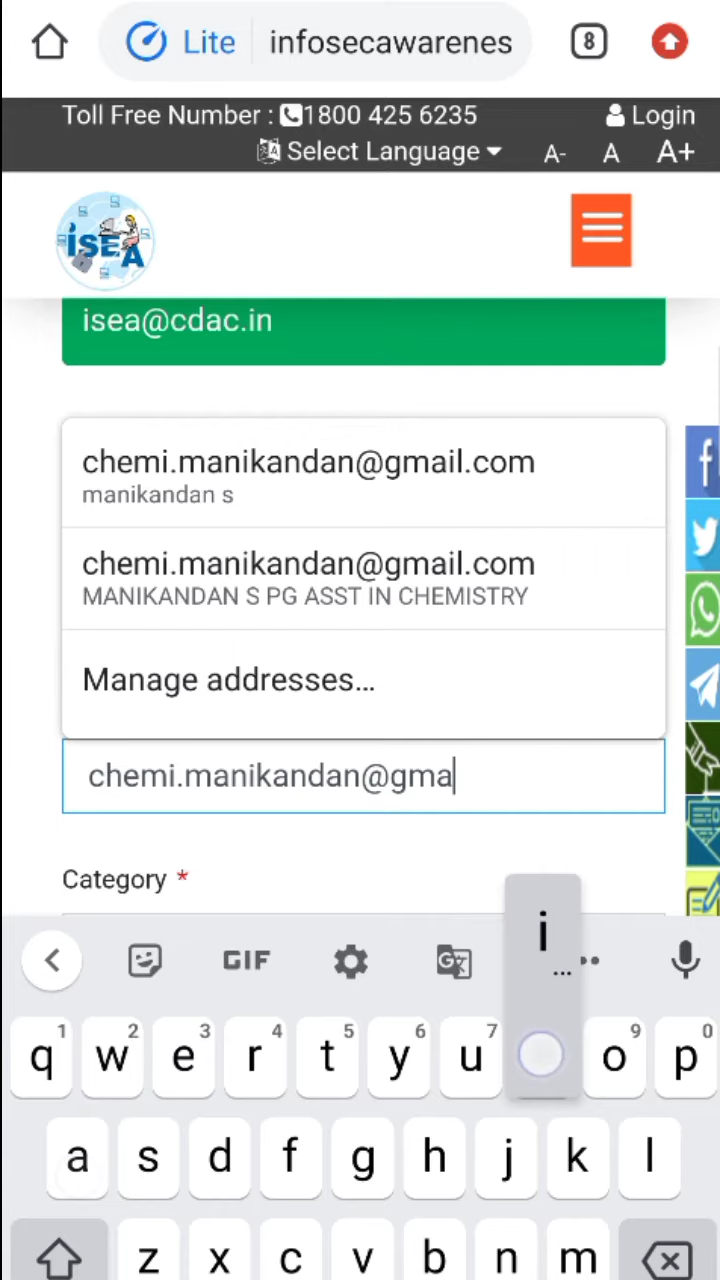 Lite infosecawarenes 8
Toll Free Number : 1800 425 6235 Login
Select Language A- A A+
iSEA
isea@cdac.in
chemi.manikandan@gmail.com
manikandan s
chemi.manikandan@gmail.com
MANIKANDAN S PG ASST IN CHEMISTRY
Manage addresses...
chemi.manikandan@gma
Category *
i
...
GIF
q 1 w 2 e 3 r 4 t 5 y 6 u 7 o 9 p 0
a s d f g h j k l
z x c v b n m